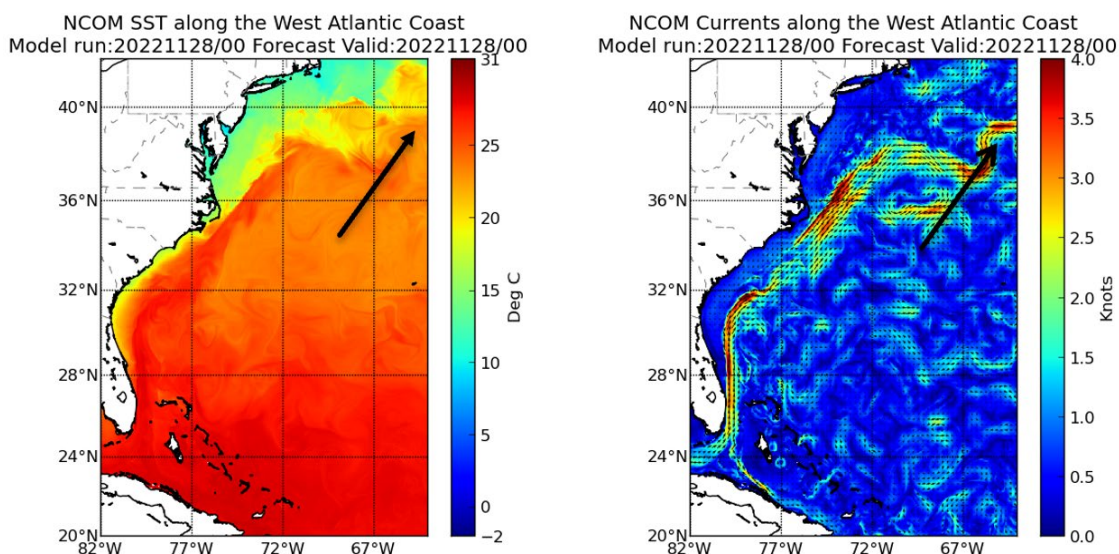 NCOM SST along the West Atlantic Coast
Model run:20221128/00 Forecast Valid:20221128/00
40°N
36°N
32°N
28°N
24°N
20°N
82°W
77°W
72°W
67°W
31
30
25
20
15
10
5
0
−2
Deg C
NCOM Currents along the West Atlantic Coast
Model run:20221128/00 Forecast Valid:20221128/00
40°N
36°N
32°N
28°N
24°N
20°N
82°W
77°W
72°W
67°W
4.0
3.5
3.0
2.5
2.0
1.5
1.0
0.5
0.0
Knots